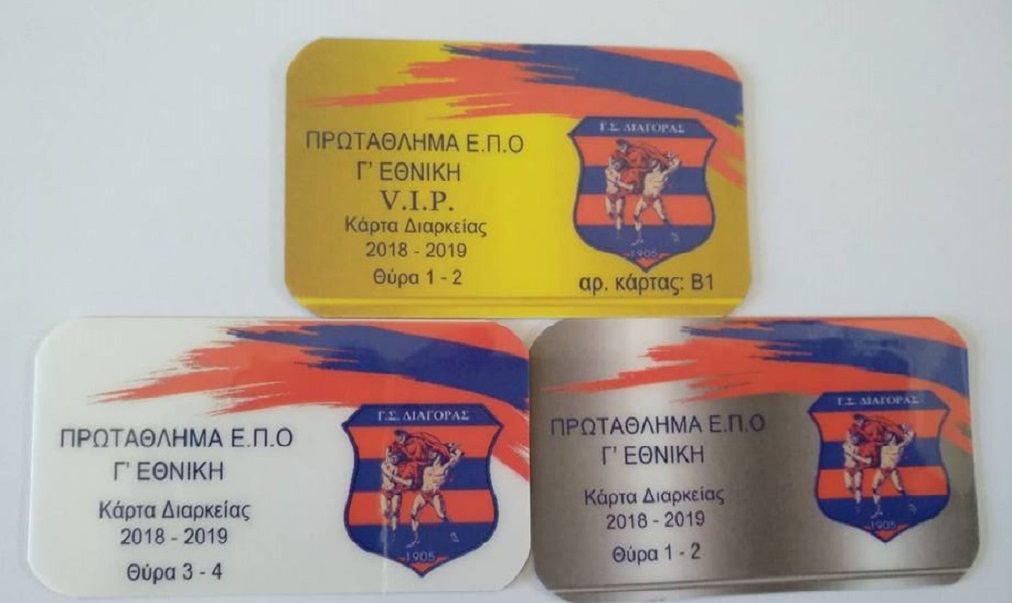 ΠΡΩΤΑΘΛΗΜΑ Ε.Π.Ο
Γ' ΕΘΝΙΚΗ
V.I.P.
Κάρτα Διαρκείας
2018 - 2019
Θύρα 1 - 2
Γ.Σ. ΔΙΑΓΟΡΑΣ
1905
αρ. κάρτας: Β1
ΠΡΩΤΑΘΛΗΜΑ Ε.Π.Ο
Γ' ΕΘΝΙΚΗ
Κάρτα Διαρκείας
2018 - 2019
Θύρα 3 - 4
Γ.Σ. ΔΙΑΓΟΡΑΣ
1905
ΠΡΩΤΑΘΛΗΜΑ Ε.Π.Ο
Γ' ΕΘΝΙΚΗ
Κάρτα Διαρκείας
2018 - 2019
Θύρα 1 - 2
Γ.Σ. ΔΙΑΓΟΡΑΣ
1905